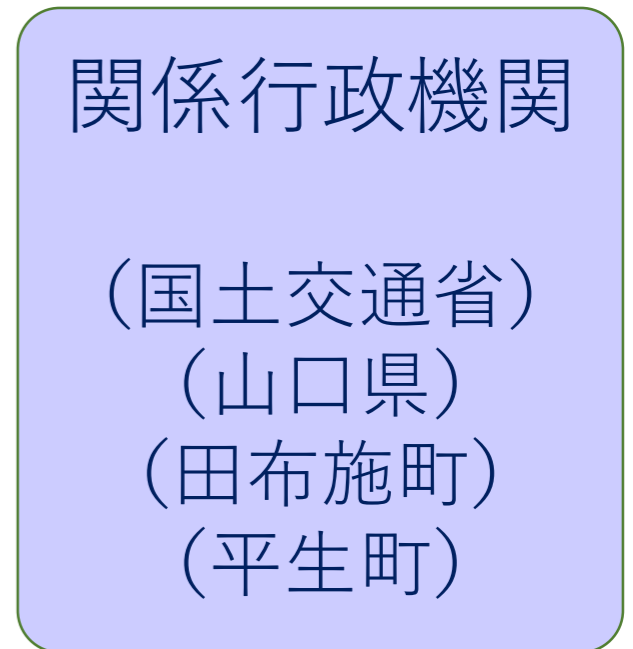 関係行政機関
（国土交通省）
（山口県）
（田布施町）
（平生町）